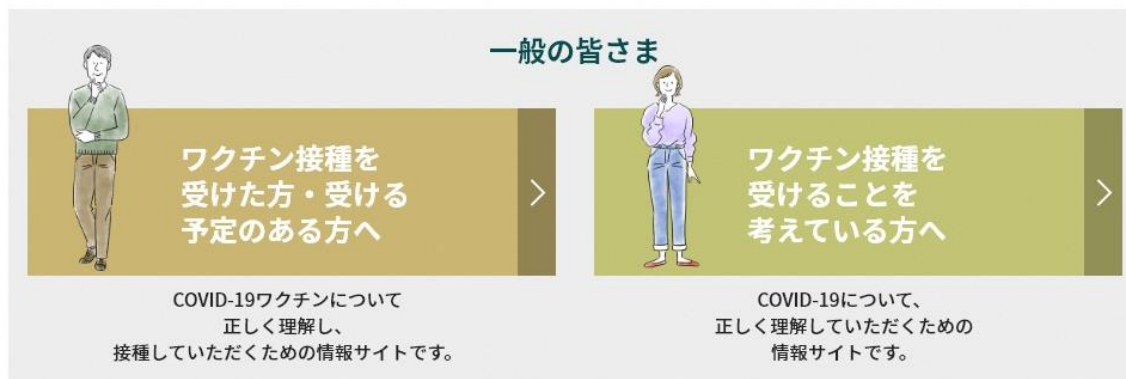 一般の皆さま
ワクチン接種を
受けた方・受ける
予定のある方へ
COVID-19ワクチンについて
正しく理解し、
接種していただくための情報サイトです。
ワクチン接種を
受けることを
考えている方へ
COVID-19について、
正しく理解していただくための
情報サイトです。